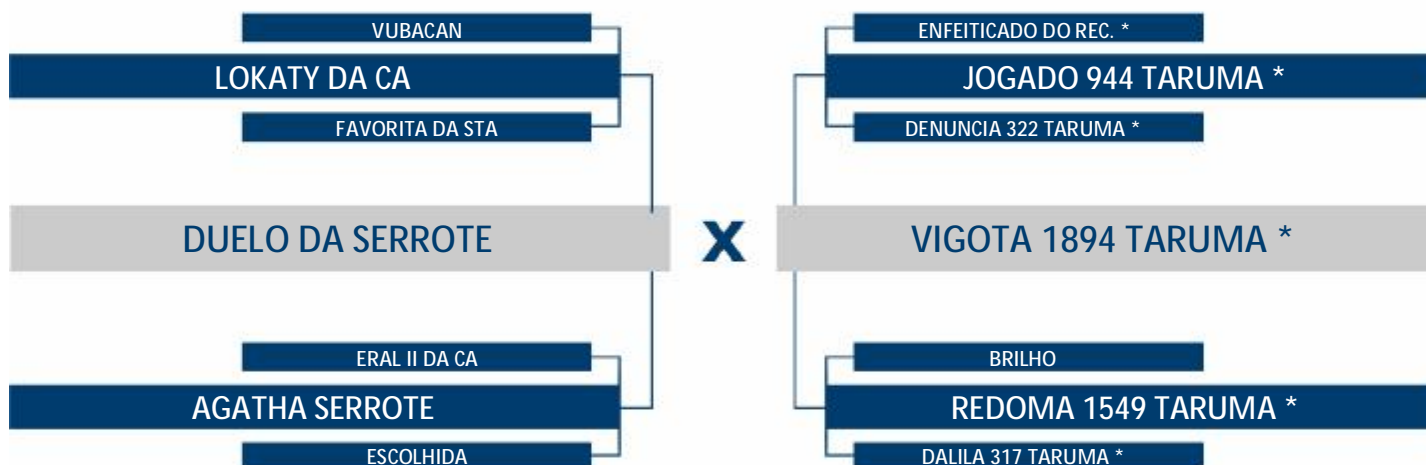 VUBACAN
LOKATY DA CA
FAVORITA DA STA
DUELO DA SERROTE
ERAL II DA CA
AGATHA SERROTE
ESCOLHIDA
X
ENFEITICADO DO REC. *
JOGADO 944 TARUMA *
DENUNCIA 322 TARUMA *
VIGOTA 1894 TARUMA *
BRILHO
REDOMA 1549 TARUMA *
DALILA 317 TARUMA *